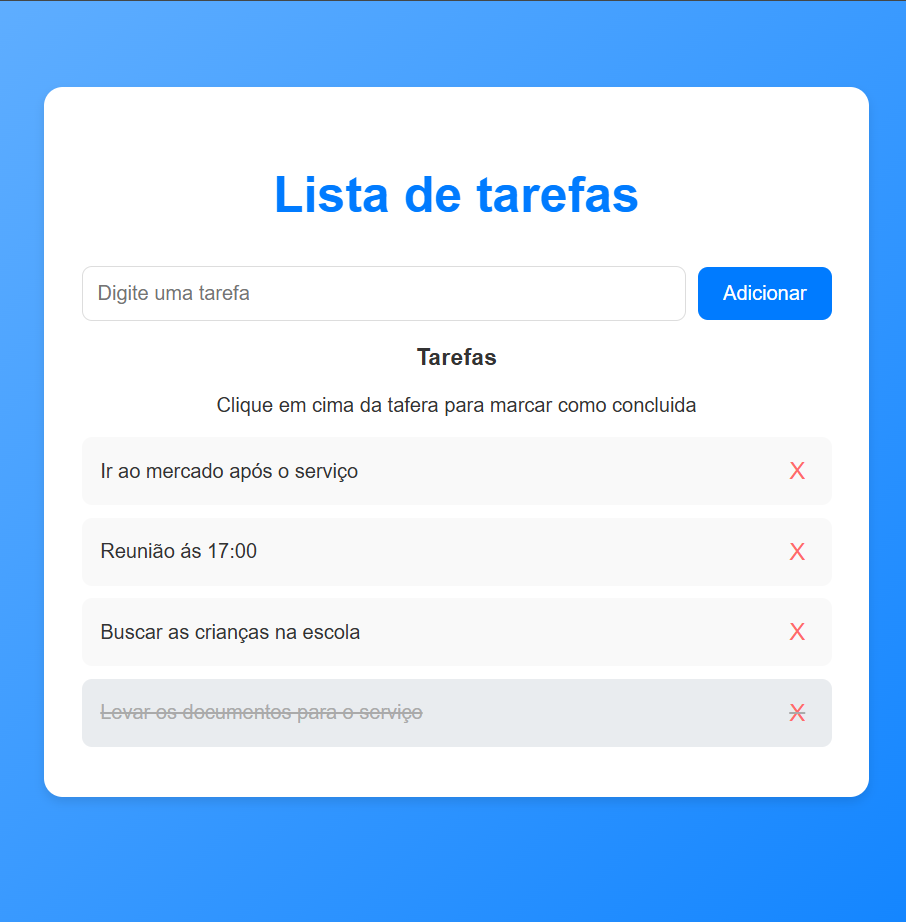 Lista de tarefas
Digite uma tarefa
Adicionar
Tarefas
Clique em cima da tafera para marcar como concluida
Ir ao mercado após o serviço
X
Reunião ás 17:00
X
Buscar as crianças na escola
X
Levar os documentos para o serviço
X